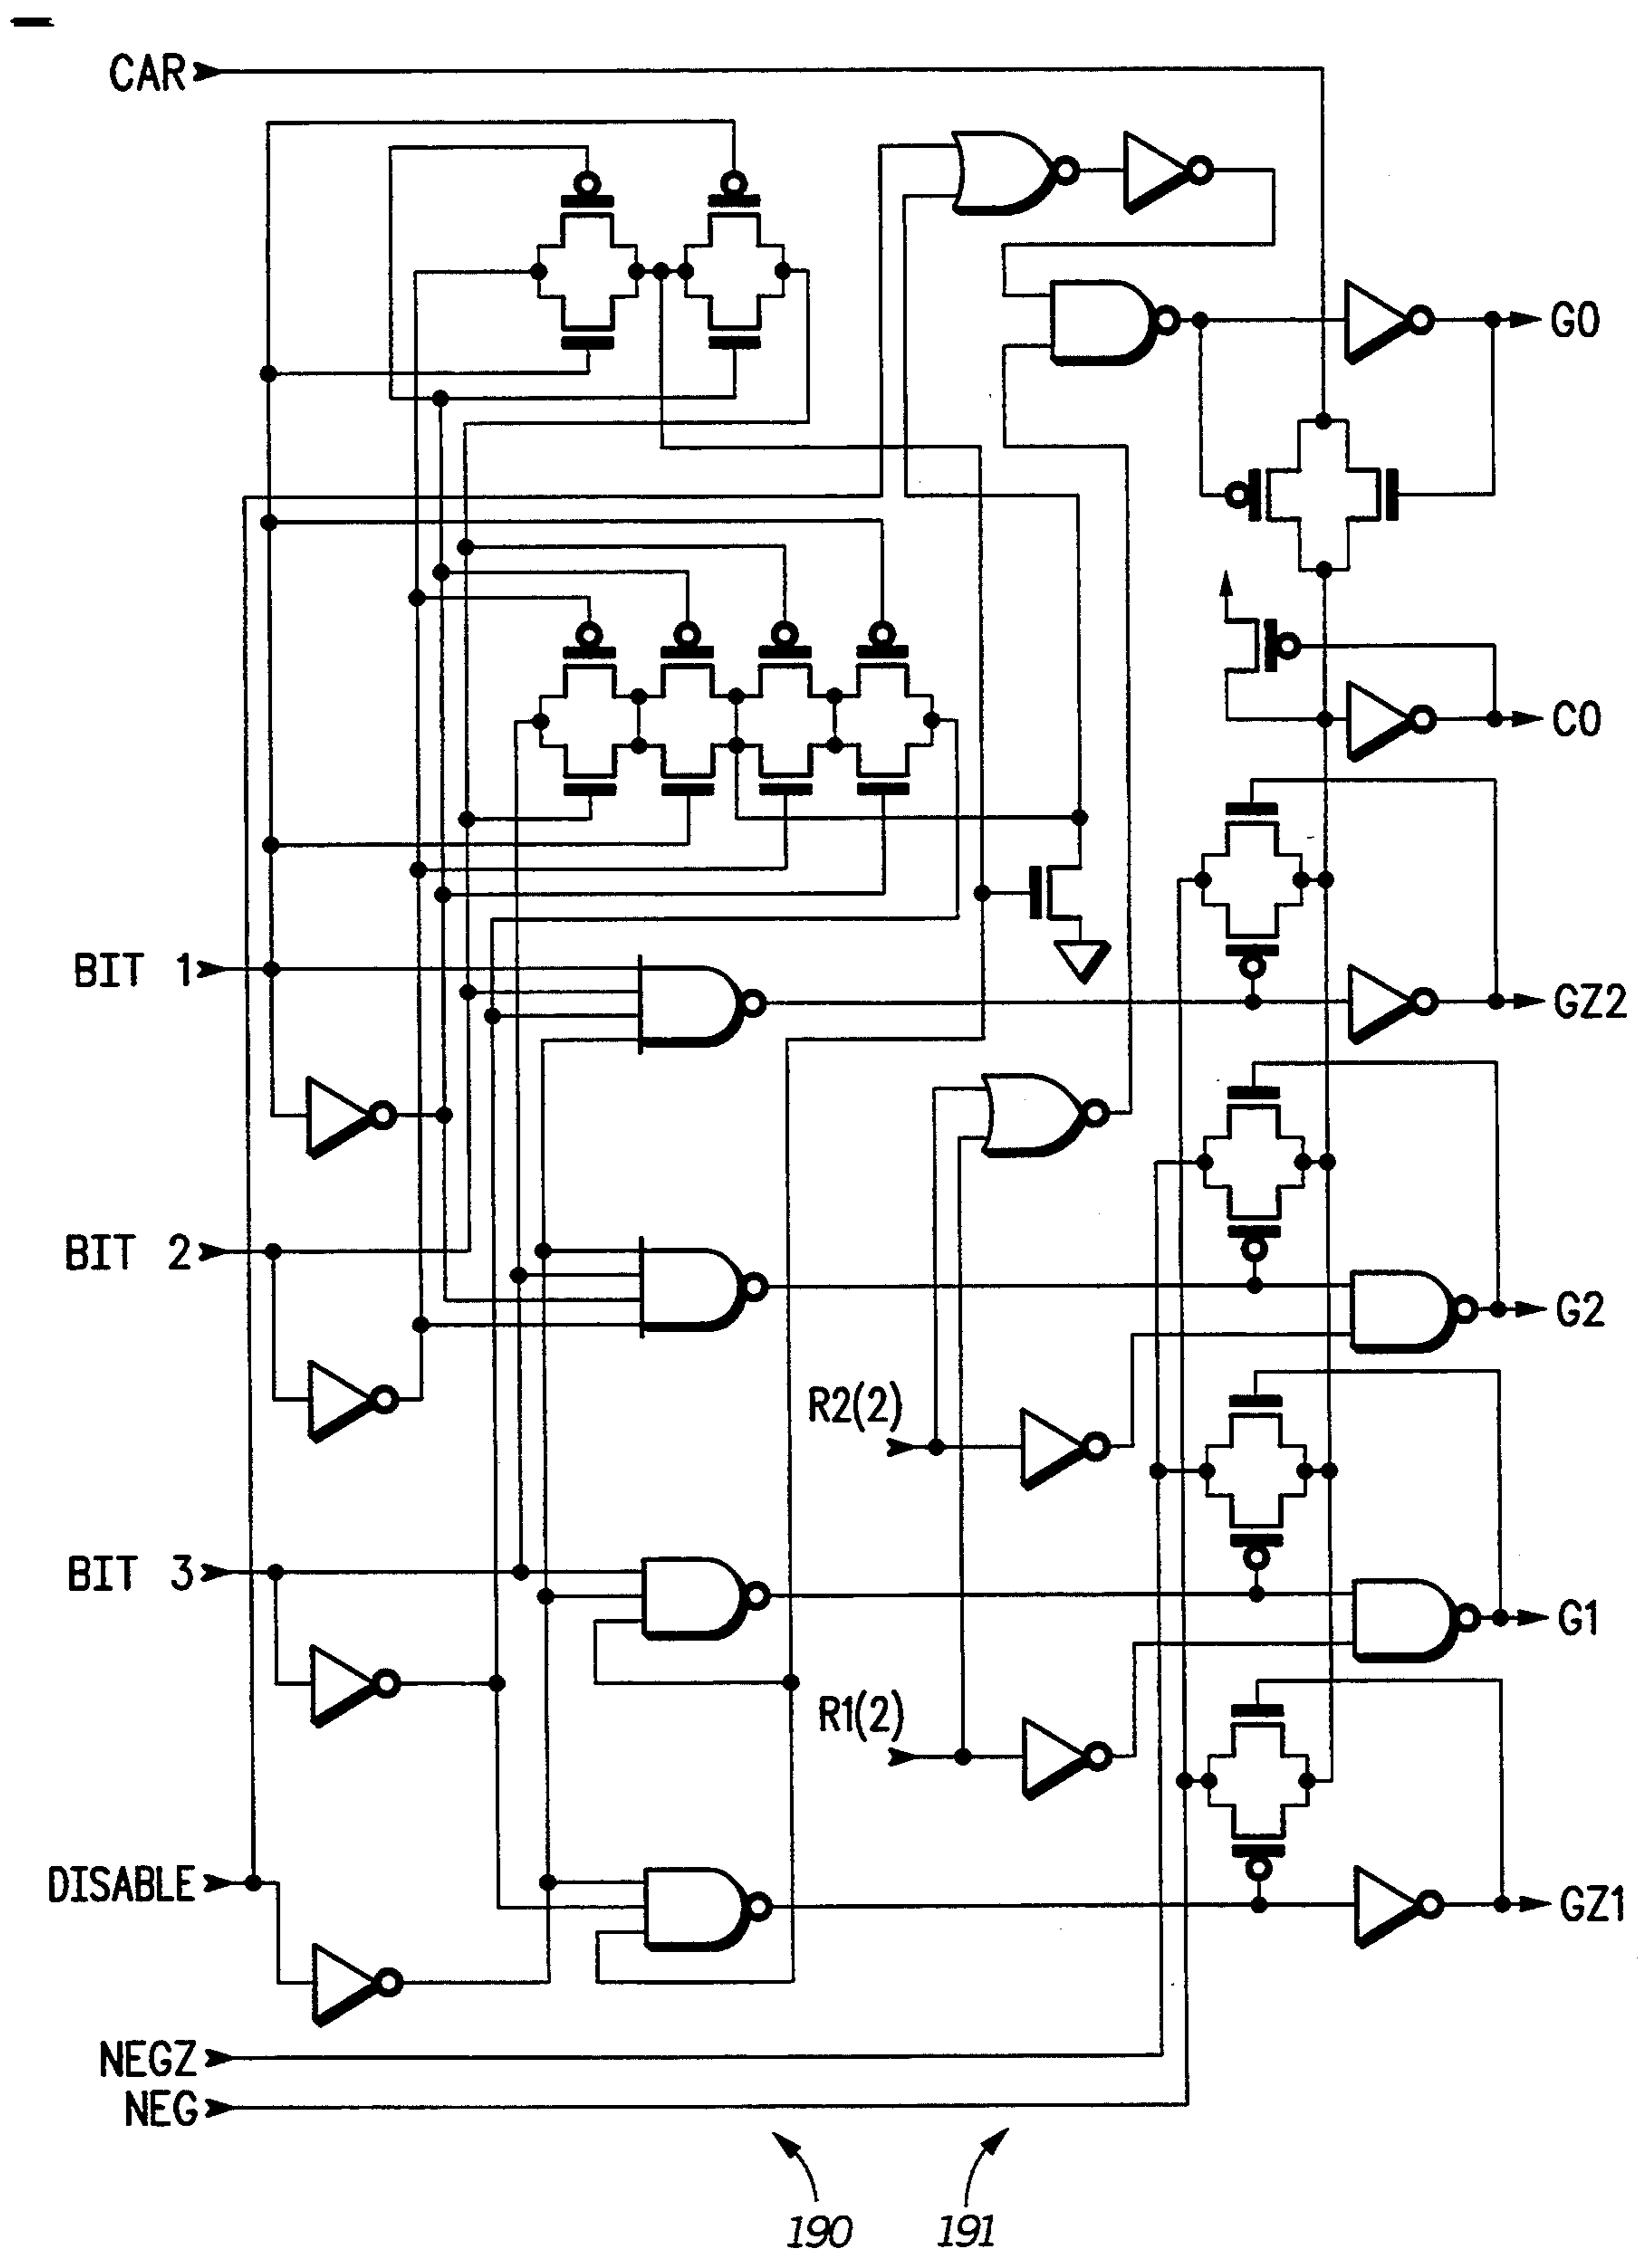 CAR
G0
C0
BIT 1
GZ2
BIT 2
G2
R2(2)
BIT 3
G1
R1(2)
DISABLE
GZ1
NEGZ
NEG
190
191